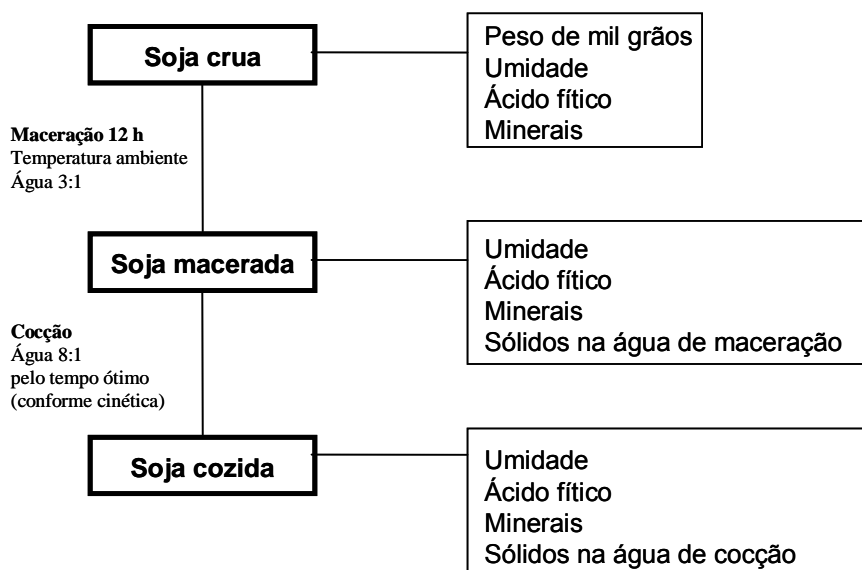 Soja crua
Peso de mil grãos
Umidade
Ácido fítico
Minerais
Maceração 12 h
Temperatura ambiente
Água 3:1
Soja macerada
Umidade
Ácido fítico
Minerais
Sólidos na água de maceração
Cocção
Água 8:1
pelo tempo ótimo
(conforme cinética)
Soja cozida
Umidade
Ácido fítico
Minerais
Sólidos na água de cocção